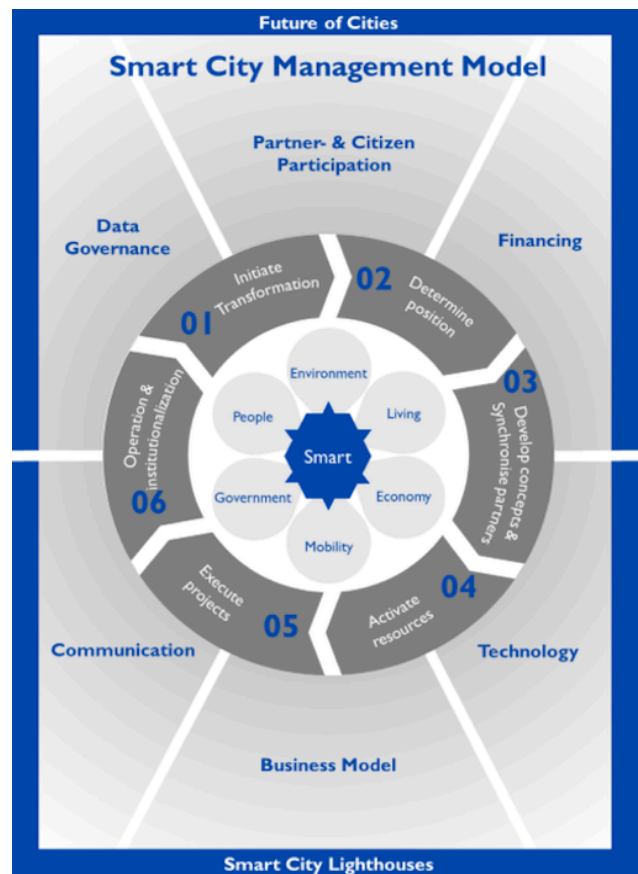 Future of Cities
Smart City Management Model
Partner- & Citizen
Participation
Data
Governance
Financing
01
Initiate
Transformation
02
Determine
position
03
Develop concepts &
Synchronise partners
04
Activate
resources
05
Execute
projects
06
Operation &
institutionalization
Environment
People
Living
Smart
Government
Economy
Mobility
Communication
Technology
Business Model
Smart City Lighthouses